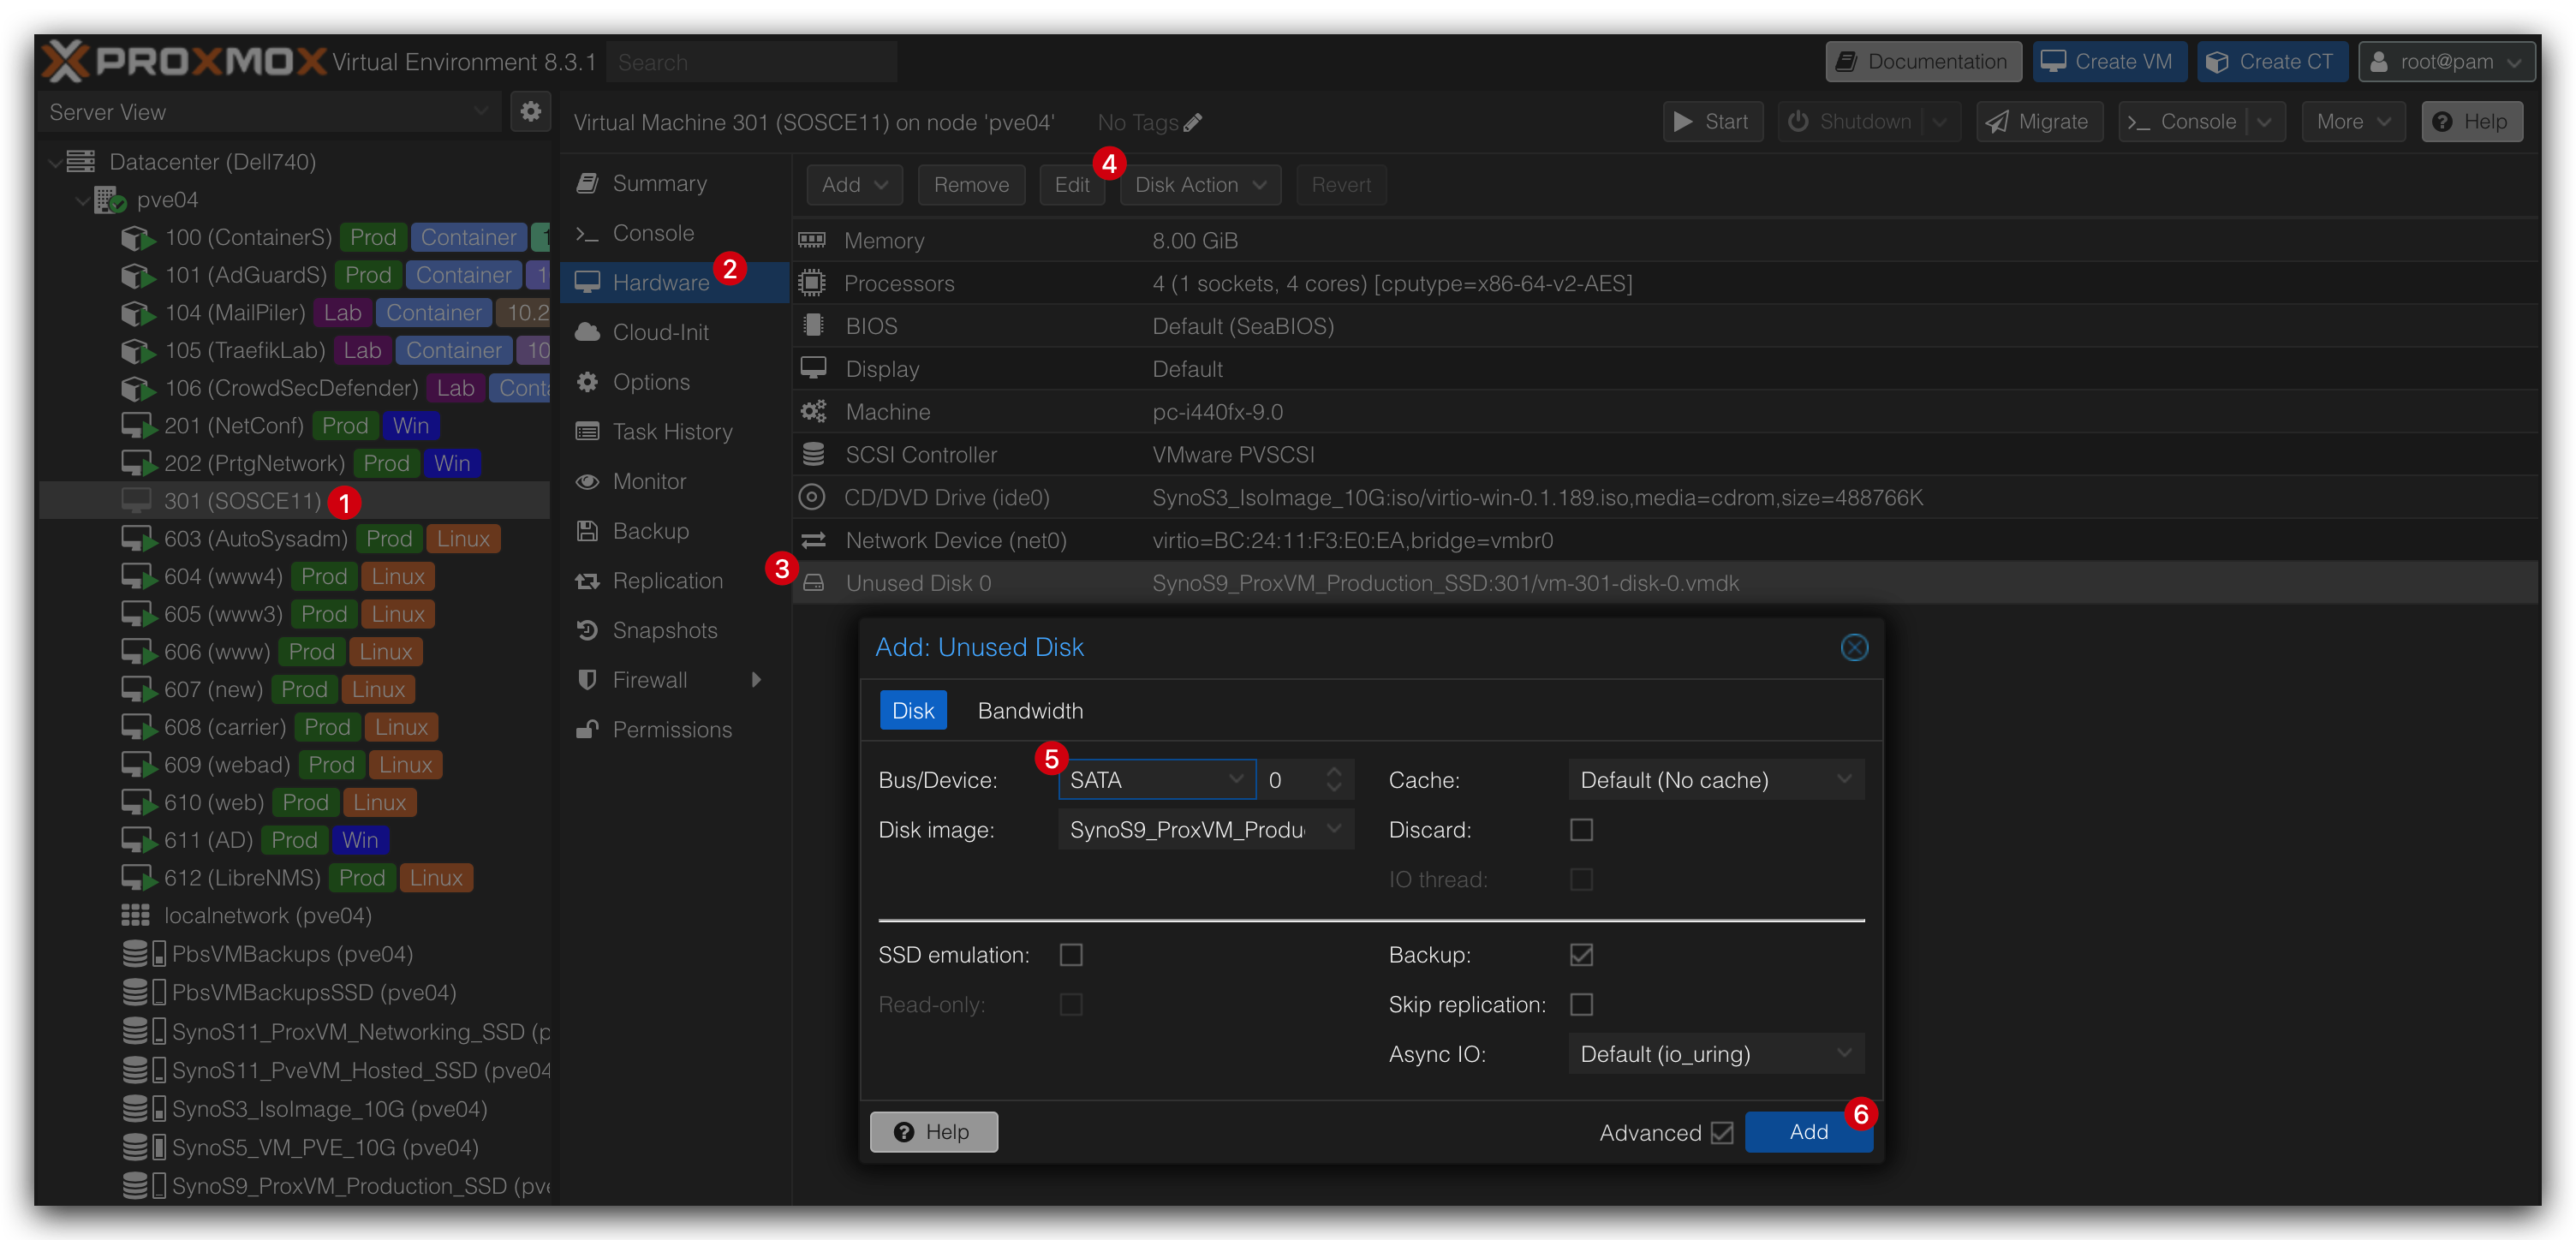 PROXMOX Virtual Environment 8.3.1 Search
Documentation Create VM Create CT root@pam
Server View
Virtual Machine 301 (SOSCE11) on node 'pve04' No Tags
Start Shutdown Migrate Console More Help
Datacenter (Dell740)
pve04
100 (ContainerS) Prod Container 1
101 (AdGuardS) Prod Container 1
104 (MailPiler) Lab Container 10.2
105 (TraefikLab) Lab Container 10
106 (CrowdSecDefender) Lab Conta
201 (NetConf) Prod Win
202 (PrtgNetwork) Prod Win
301 (SOSCE11) 1
603 (AutoSysadm) Prod Linux
604 (www4) Prod Linux
605 (www3) Prod Linux
606 (www) Prod Linux
607 (new) Prod Linux
608 (carrier) Prod Linux
609 (webad) Prod Linux
610 (web) Prod Linux
611 (AD) Prod Win
612 (LibreNMS) Prod Linux
localnetwork (pve04)
PbsVMBackups (pve04)
PbsVMBackupsSSD (pve04)
SynoS11_ProxVM_Networking_SSD (p
SynoS11_PveVM_Hosted_SSD (pve04
SynoS3_IsoImage_10G (pve04)
SynoS5_VM_PVE_10G (pve04)
SynoS9_ProxVM_Production_SSD (pve
Summary
Console
Hardware 2
Cloud-Init
Options
Task History
Monitor
Backup
Replication
Snapshots
Firewall
Permissions
Add Remove Edit 4 Disk Action Revert
Memory 8.00 GiB
Processors 4 (1 sockets, 4 cores) [cputype=x86-64-v2-AES]
BIOS Default (SeaBIOS)
Display Default
Machine pc-i440fx-9.0
SCSI Controller VMware PVSCSI
CD/DVD Drive (ide0) SynoS3_IsoImage_10G:iso/virtio-win-0.1.189.iso,media=cdrom,size=488766K
Network Device (net0) virtio=BC:24:11:F3:E0:EA,bridge=vmbr0
3 Unused Disk 0 SynoS9_ProxVM_Production_SSD:301/vm-301-disk-0.vmdk
Add: Unused Disk
Disk Bandwidth
Bus/Device: 5 SATA 0 Cache: Default (No cache)
Disk image: SynoS9_ProxVM_Produ Discard:
IO thread:
SSD emulation: Backup:
Read-only: Skip replication:
Async IO: Default (io_uring)
Help Advanced Add 6